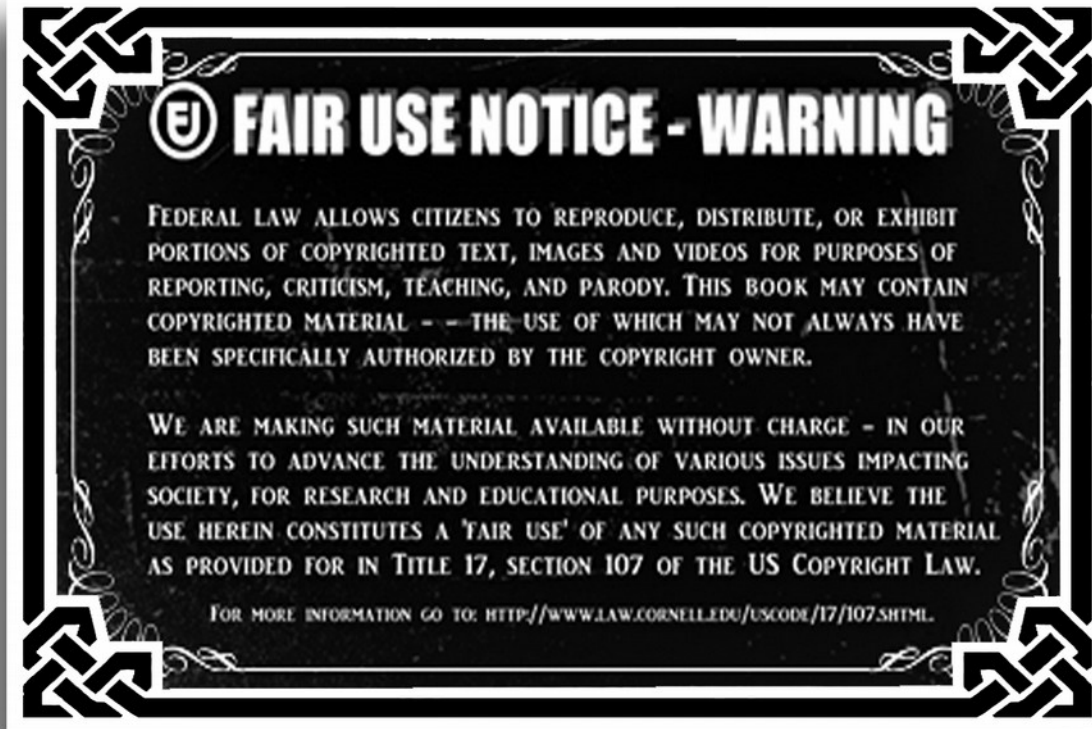 FU FAIR USE NOTICE - WARNING
FEDERAL LAW ALLOWS CITIZENS TO REPRODUCE, DISTRIBUTE, OR EXHIBIT
PORTIONS OF COPYRIGHTED TEXT, IMAGES AND VIDEOS FOR PURPOSES OF
REPORTING, CRITICISM, TEACHING, AND PARODY. THIS BOOK MAY CONTAIN
COPYRIGHTED MATERIAL - - THE USE OF WHICH MAY NOT ALWAYS HAVE
BEEN SPECIFICALLY AUTHORIZED BY THE COPYRIGHT OWNER.
WE ARE MAKING SUCH MATERIAL AVAILABLE WITHOUT CHARGE - IN OUR
EFFORTS TO ADVANCE THE UNDERSTANDING OF VARIOUS ISSUES IMPACTING
SOCIETY, FOR RESEARCH AND EDUCATIONAL PURPOSES. WE BELIEVE THE
USE HEREIN CONSTITUTES A 'FAIR USE' OF ANY SUCH COPYRIGHTED MATERIAL
AS PROVIDED FOR IN TITLE 17, SECTION 107 OF THE US COPYRIGHT LAW.
FOR MORE INFORMATION GO TO: HTTP://WWW.LAW.CORNELL.EDU/USCODE/17/107.SHTML.